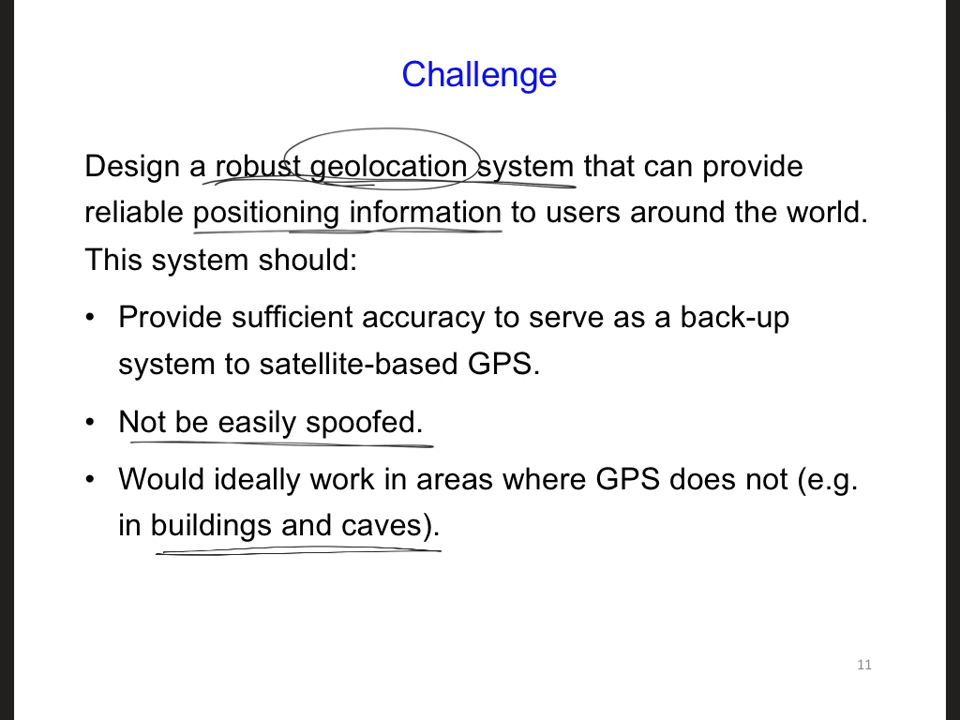 Challenge
Design a robust geolocation system that can provide
reliable positioning information to users around the world.
This system should:
• Provide sufficient accuracy to serve as a back-up
system to satellite-based GPS.
• Not be easily spoofed.
• Would ideally work in areas where GPS does not (e.g.
in buildings and caves).
11